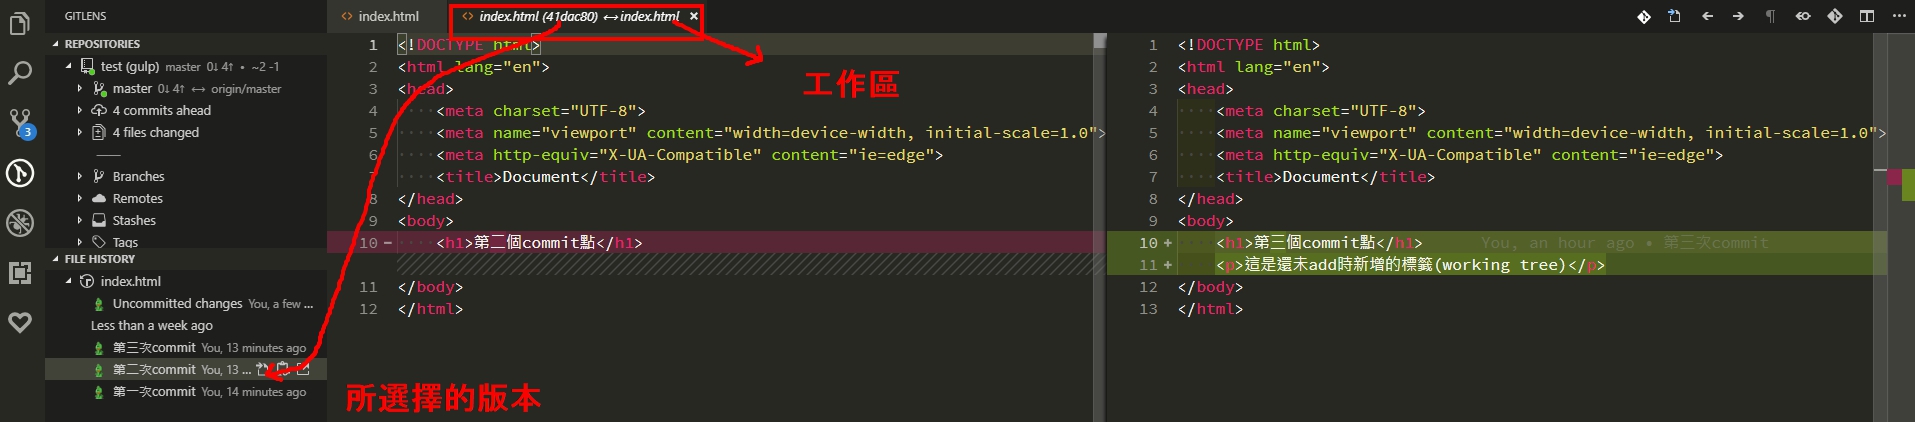 GITLENS
REPOSITORIES
test (gulp) master 0↓ 4↑ • ~2 -1
master 0↓ 4↑ ↔ origin/master
4 commits ahead
4 files changed
Branches
Remotes
Stashes
Tags
3
FILE HISTORY
index.html
Uncommitted changes You, a few ...
Less than a week ago
第三次commit You, 13 minutes ago
第二次commit You, 13 ...
第一次commit You, 14 minutes ago
index.html
index.html (41dac80) ↔ index.html ×
工作區
所選擇的版本
1 <!DOCTYPE html>
2 <html lang="en">
3 <head>
4 ····<meta charset="UTF-8">
5 ····<meta name="viewport" content="width=device-width, initial-scale=1.0">
6 ····<meta http-equiv="X-UA-Compatible" content="ie=edge">
7 ····<title>Document</title>
8 </head>
9 <body>
10 − ····<h1>第二個commit點</h1>
11 </body>
12 </html>
1 <!DOCTYPE html>
2 <html lang="en">
3 <head>
4 ····<meta charset="UTF-8">
5 ····<meta name="viewport" content="width=device-width, initial-scale=1.0">
6 ····<meta http-equiv="X-UA-Compatible" content="ie=edge">
7 ····<title>Document</title>
8 </head>
9 <body>
10 + ····<h1>第三個commit點</h1> You, an hour ago • 第三次commit
11 + ····<p>這是還未add時新增的標籤(working tree)</p>
12 </body>
13 </html>